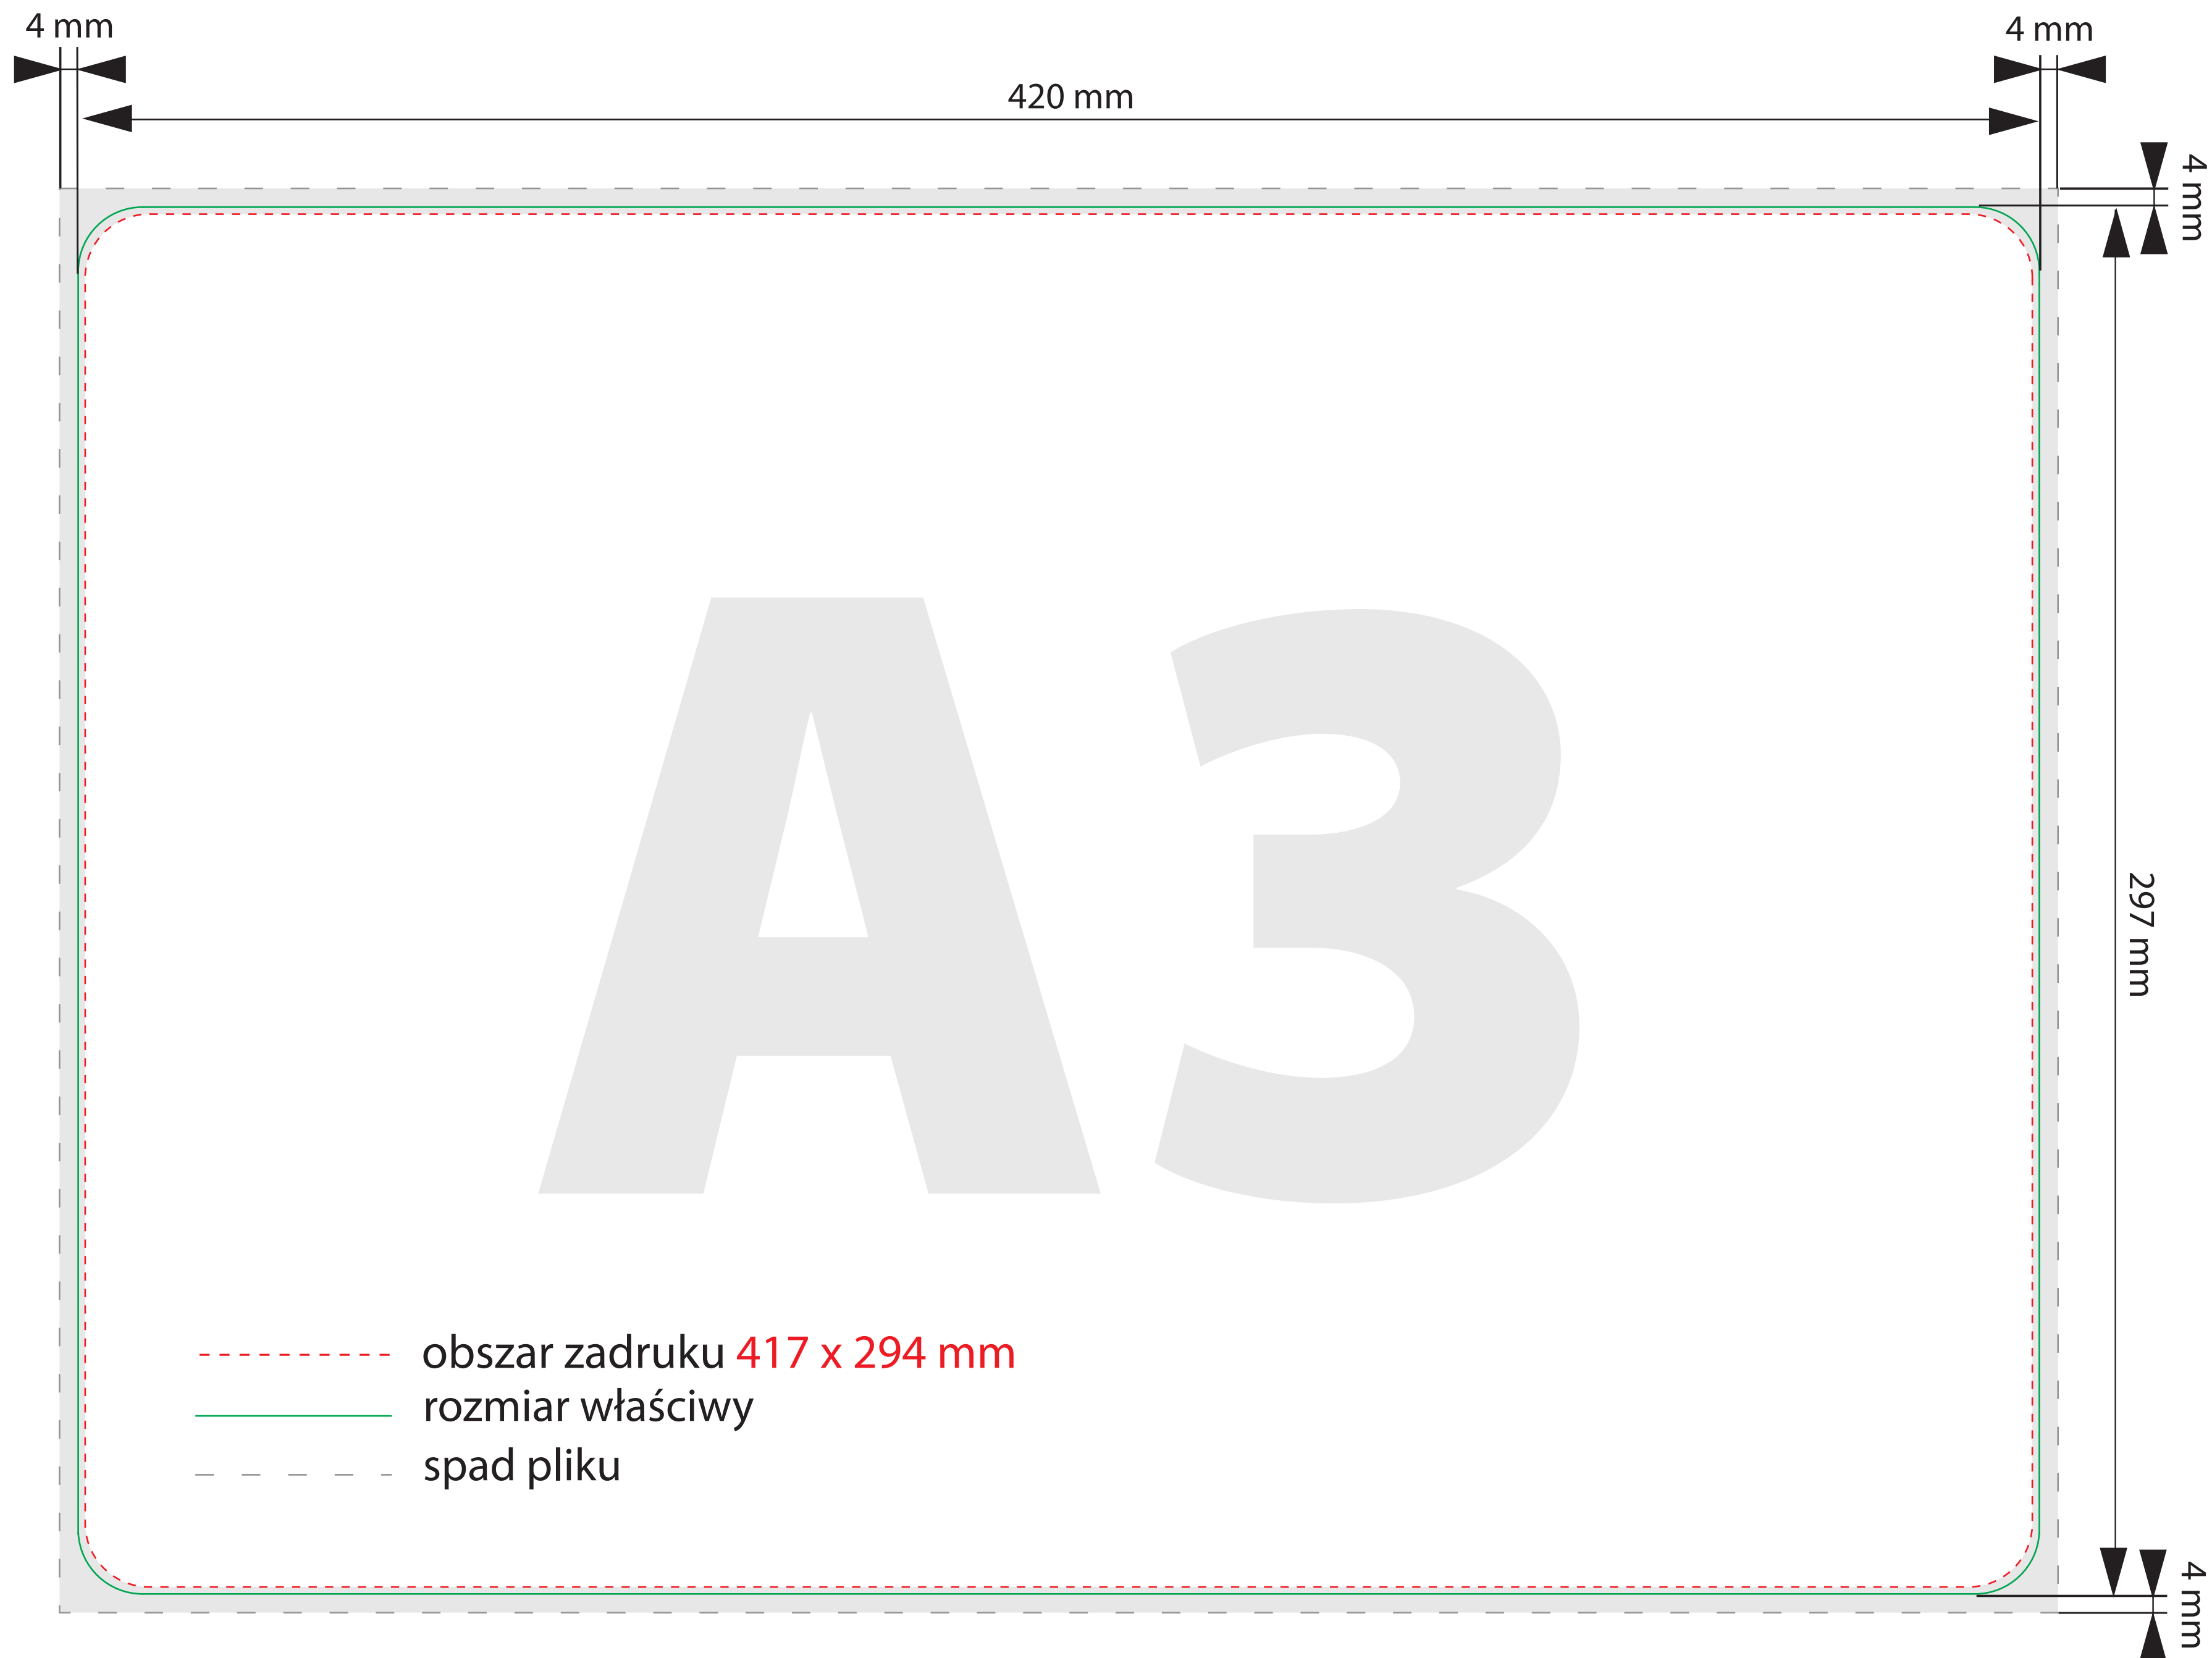 4 mm
4 mm
420 mm
4 mm
297 mm
A3
obszar zadruku 417 x 294 mm
rozmiar właściwy
spad pliku
4 mm